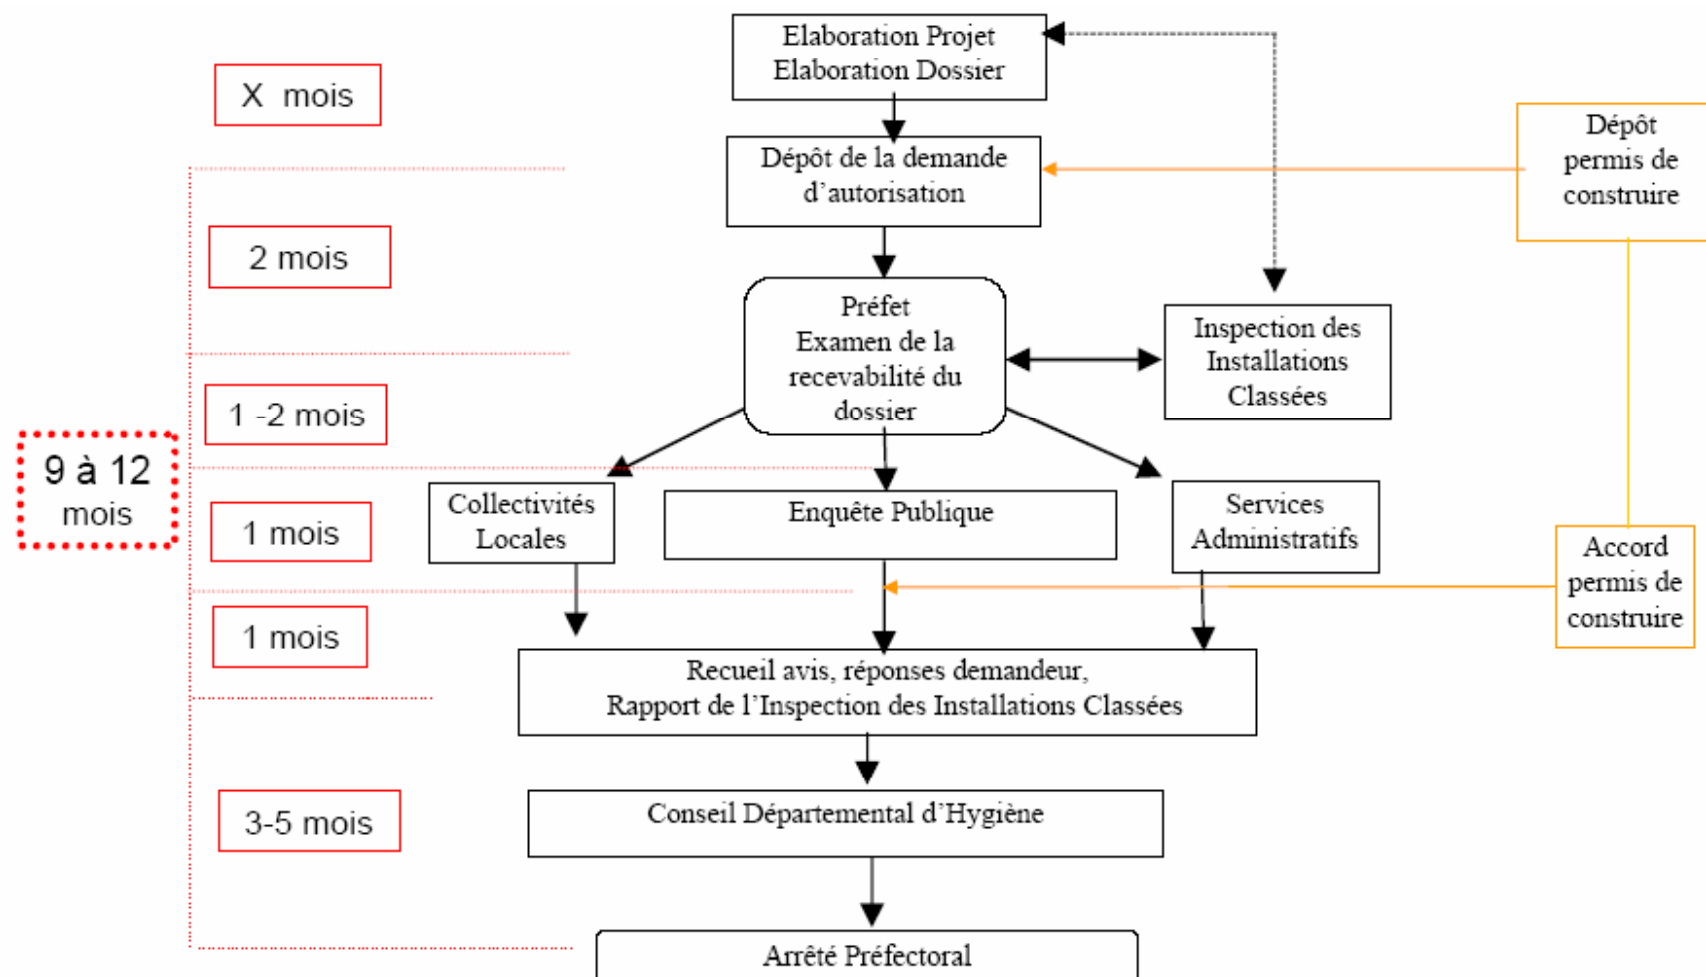 Elaboration Projet
Elaboration Dossier
X mois
Dépôt de la demande
d’autorisation
Dépôt
permis de
construire
2 mois
Préfet
Examen de la
recevabilité du
dossier
Inspection des
Installations
Classées
1 -2 mois
9 à 12
mois
Collectivités
Locales
Enquête Publique
Services
Administratifs
1 mois
Accord
permis de
construire
1 mois
Recueil avis, réponses demandeur,
Rapport de l’Inspection des Installations Classées
3-5 mois
Conseil Départemental d’Hygiène
Arrêté Préfectoral